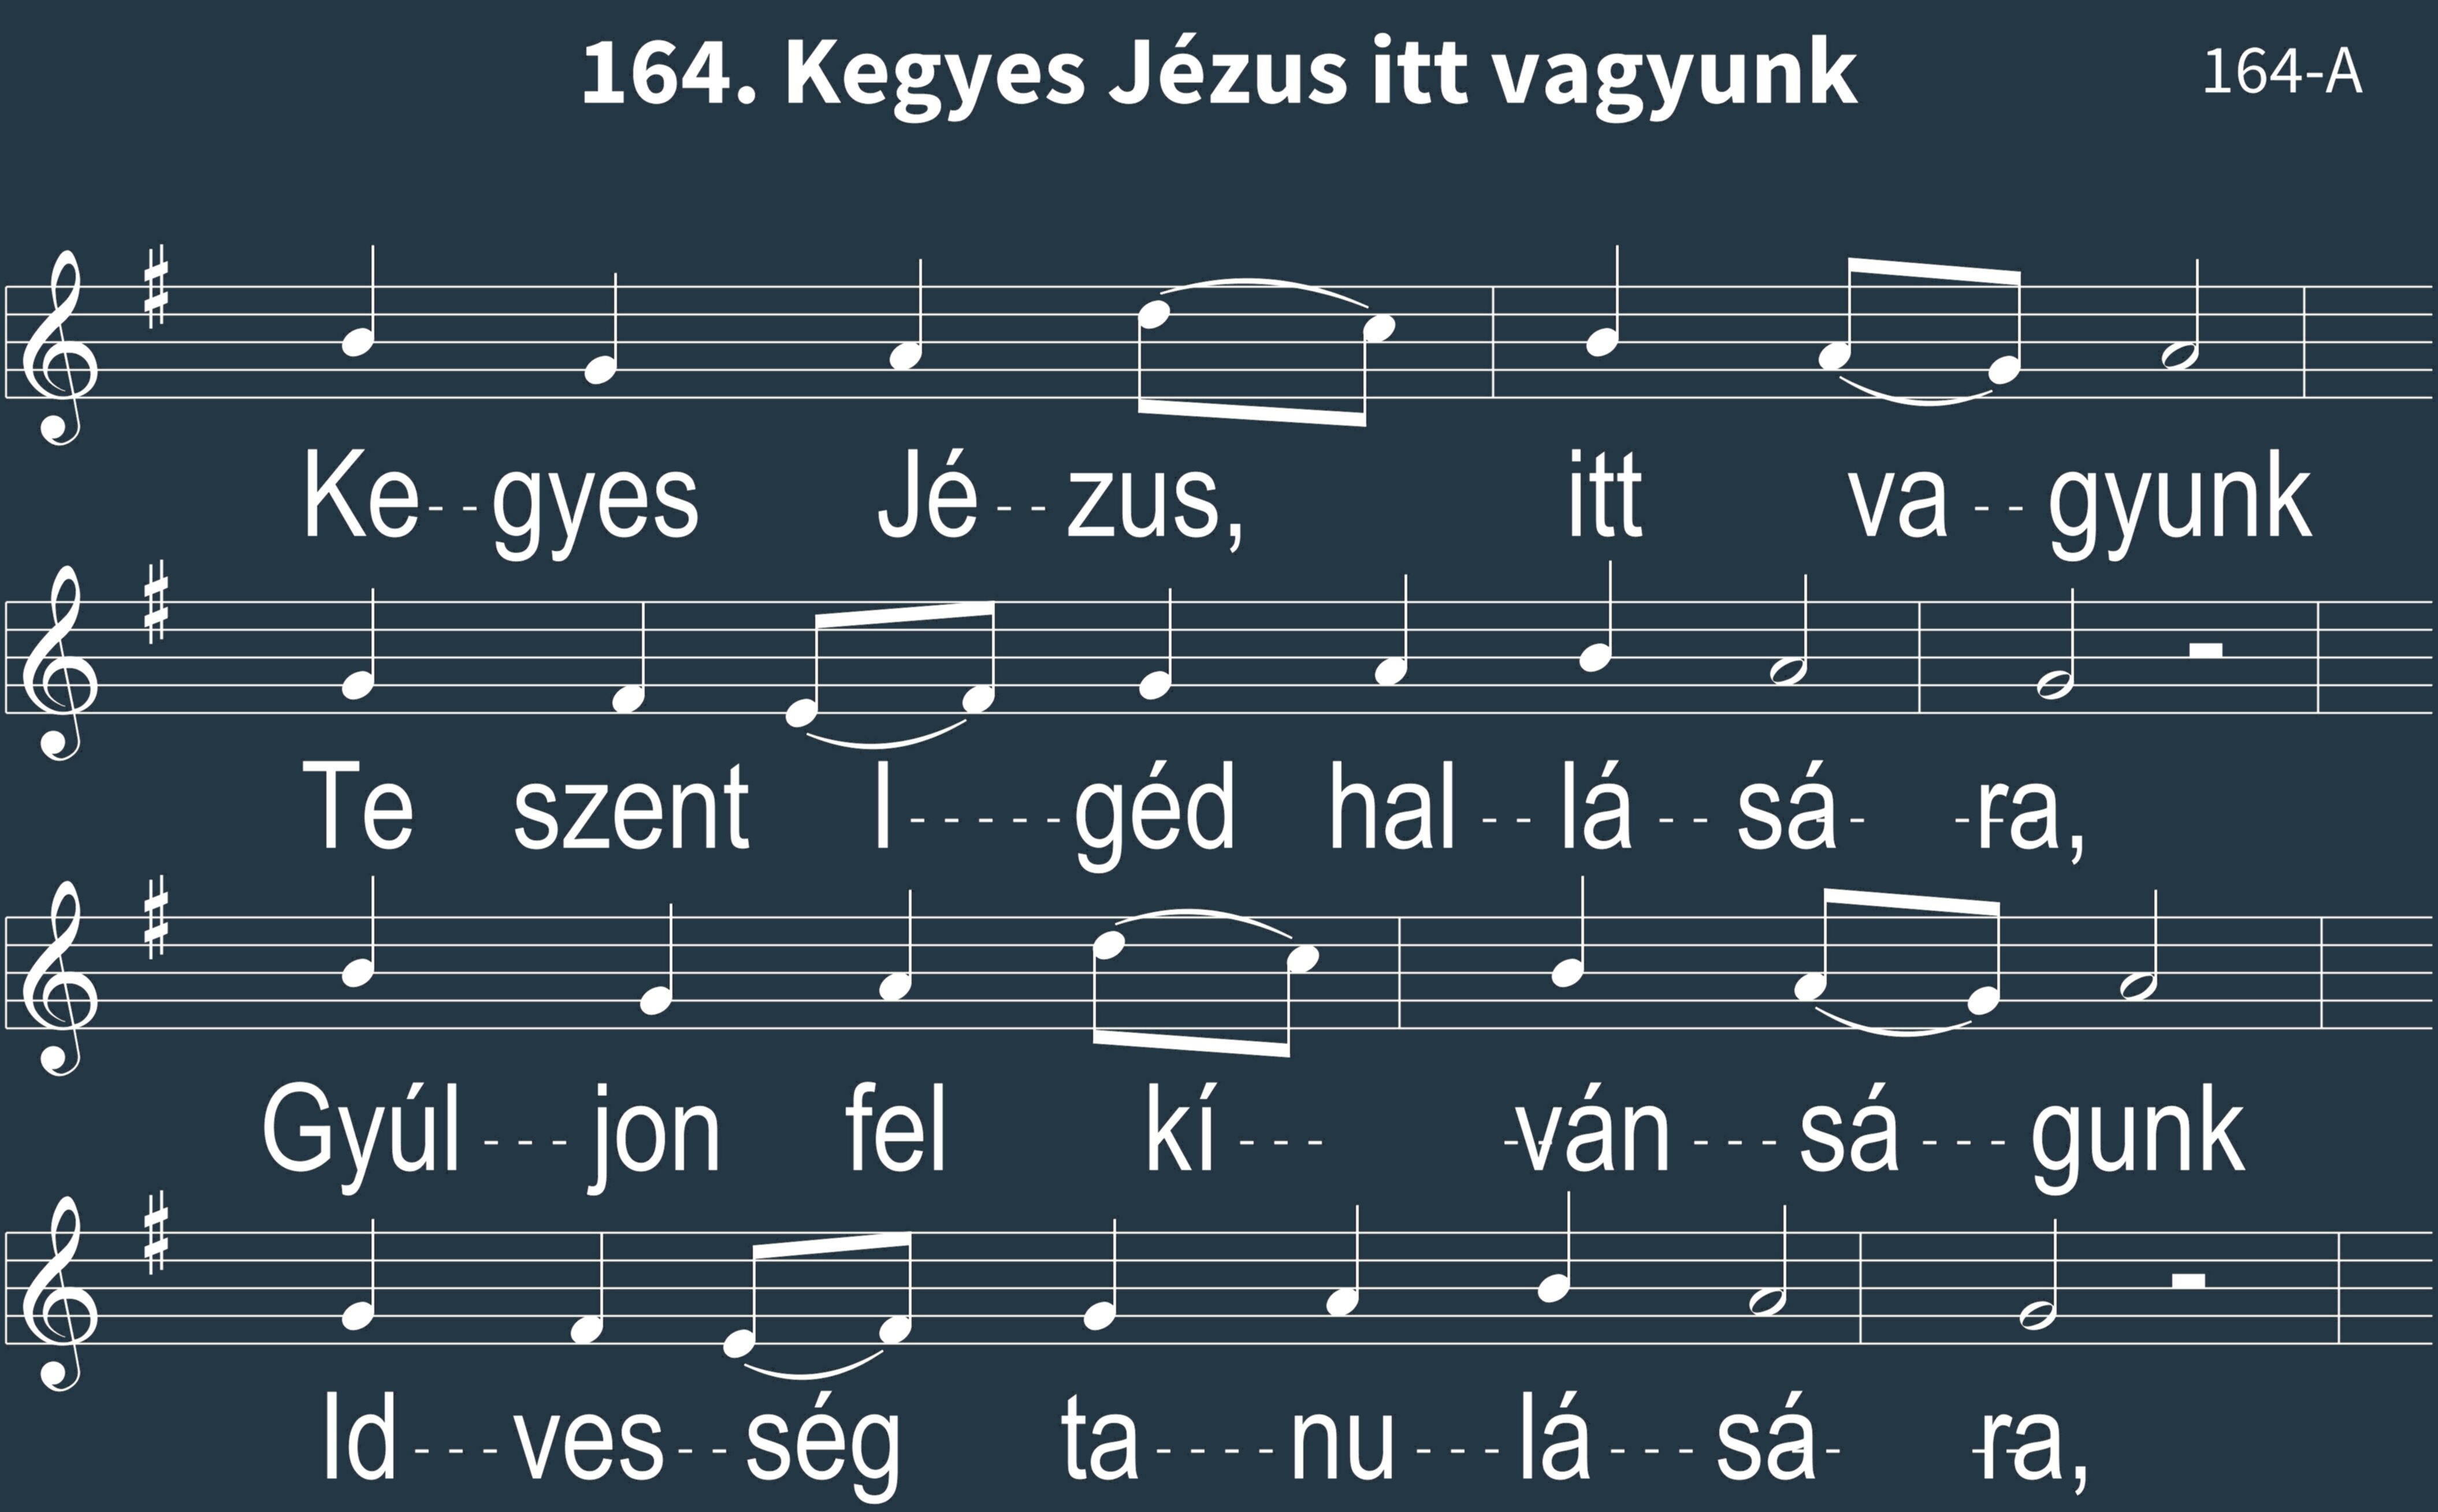 164. Kegyes Jézus itt vagyunk
164-A
Ke--gyes Jé--zus, itt va--gyunk
Te szent I-----géd hal--lá--sá- -ra,
Gyúl---jon fel kí--- -ván---sá---gunk
Id---ves--ség ta----nu---lá---sá- -ra,